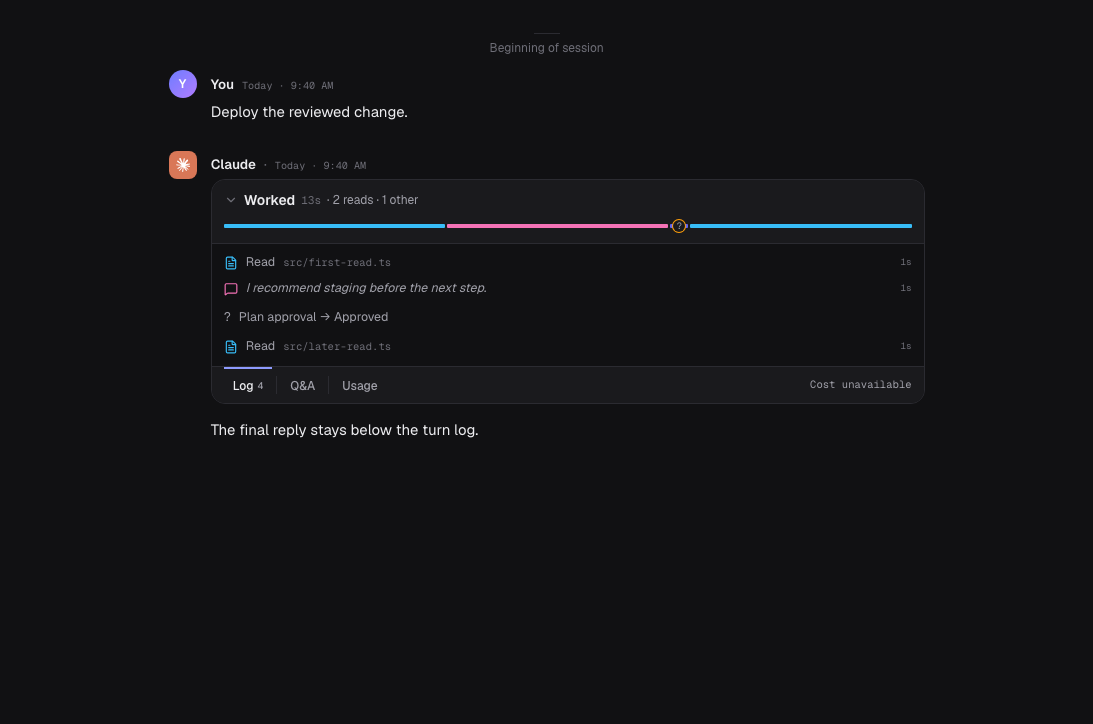 Beginning of session
Y You Today · 9:40 AM
Deploy the reviewed change.
Claude · Today · 9:40 AM
Worked 13s · 2 reads · 1 other
?
Read src/first-read.ts 1s
I recommend staging before the next step. 1s
? Plan approval → Approved
Read src/later-read.ts 1s
Log 4 Q&A Usage Cost unavailable
The final reply stays below the turn log.